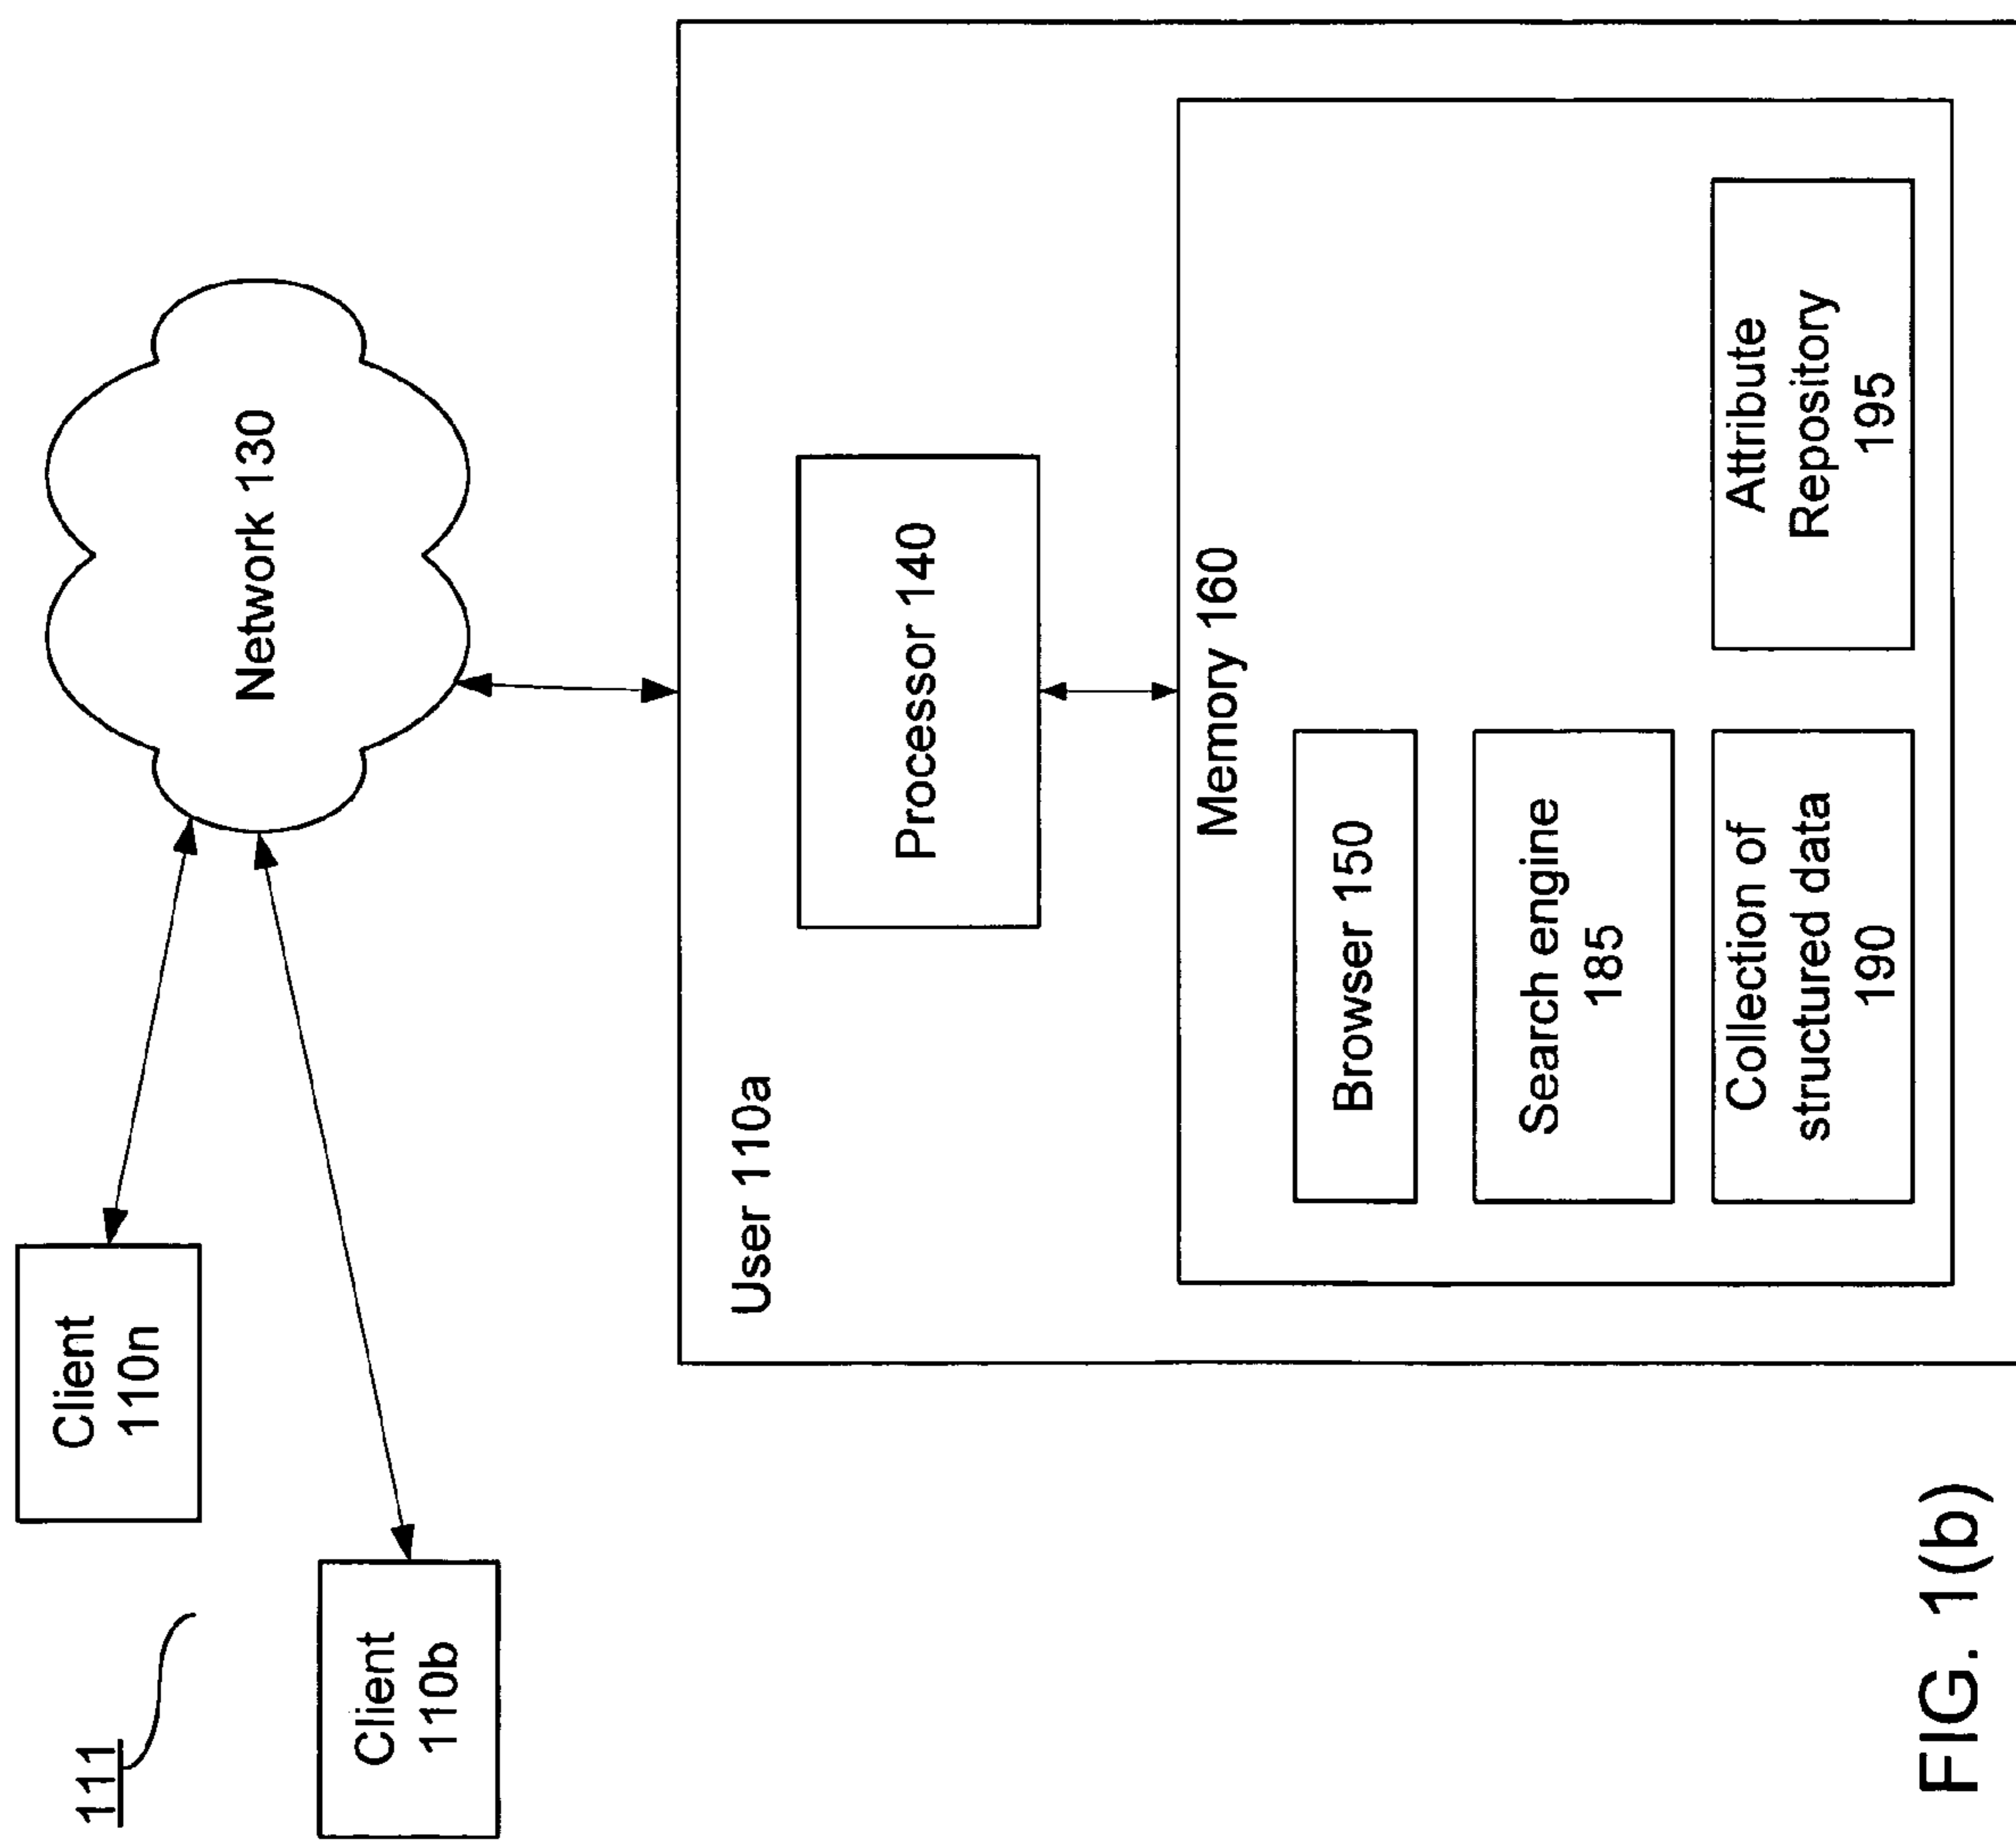 111
Client
110n
Client
110b
Network 130
User 110a
Processor 140
Memory 160
Browser 150
Search engine
185
Collection of
structured data
190
Attribute
Repository
195
FIG. 1(b)